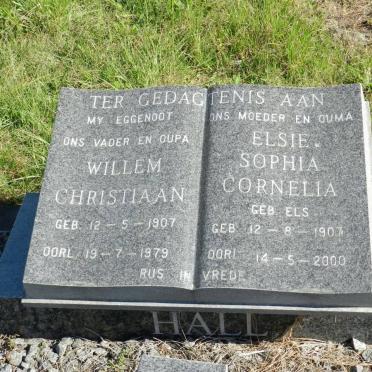 TER GEDAGTENIS AAN
MY EGGENOOT
ONS VADER EN OUPA
WILLEM
CHRISTIAAN
GEB. 12-5-1907
OORL. 19-7-1979
ONS MOEDER EN OUMA
ELSIE
SOPHIA
CORNELIA
GEB. ELS
GEB. 12-8-1907
OORL. 14-5-2000
RUS IN VREDE
HALL